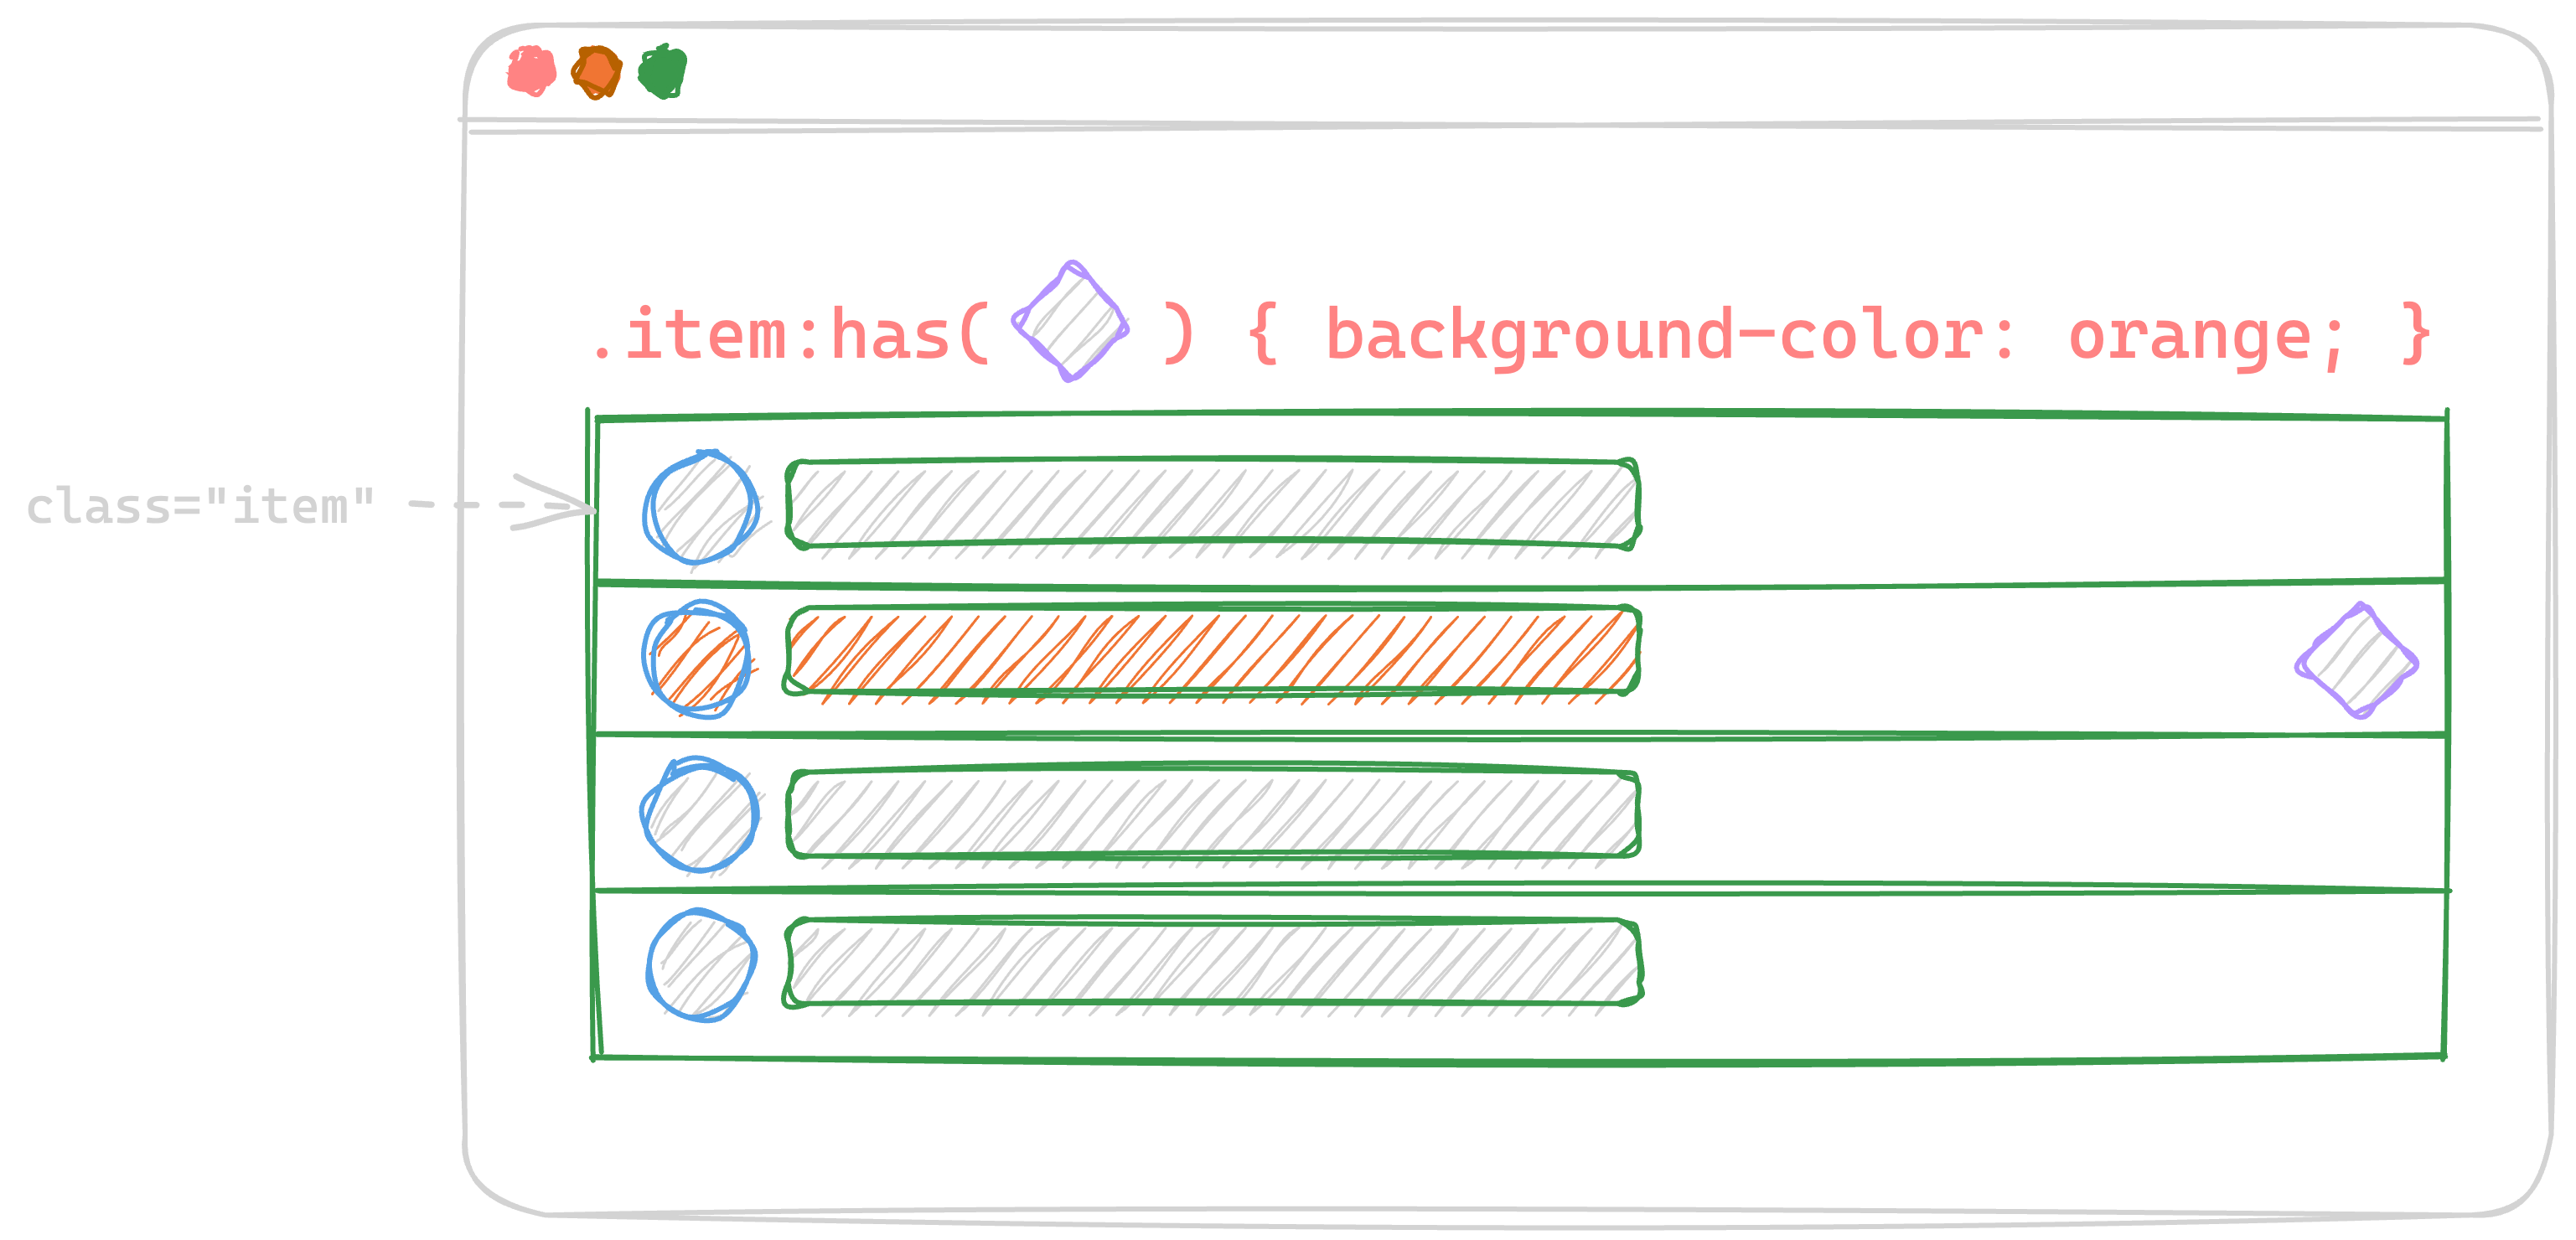 .item:has( ) { background-color: orange; }
class="item"